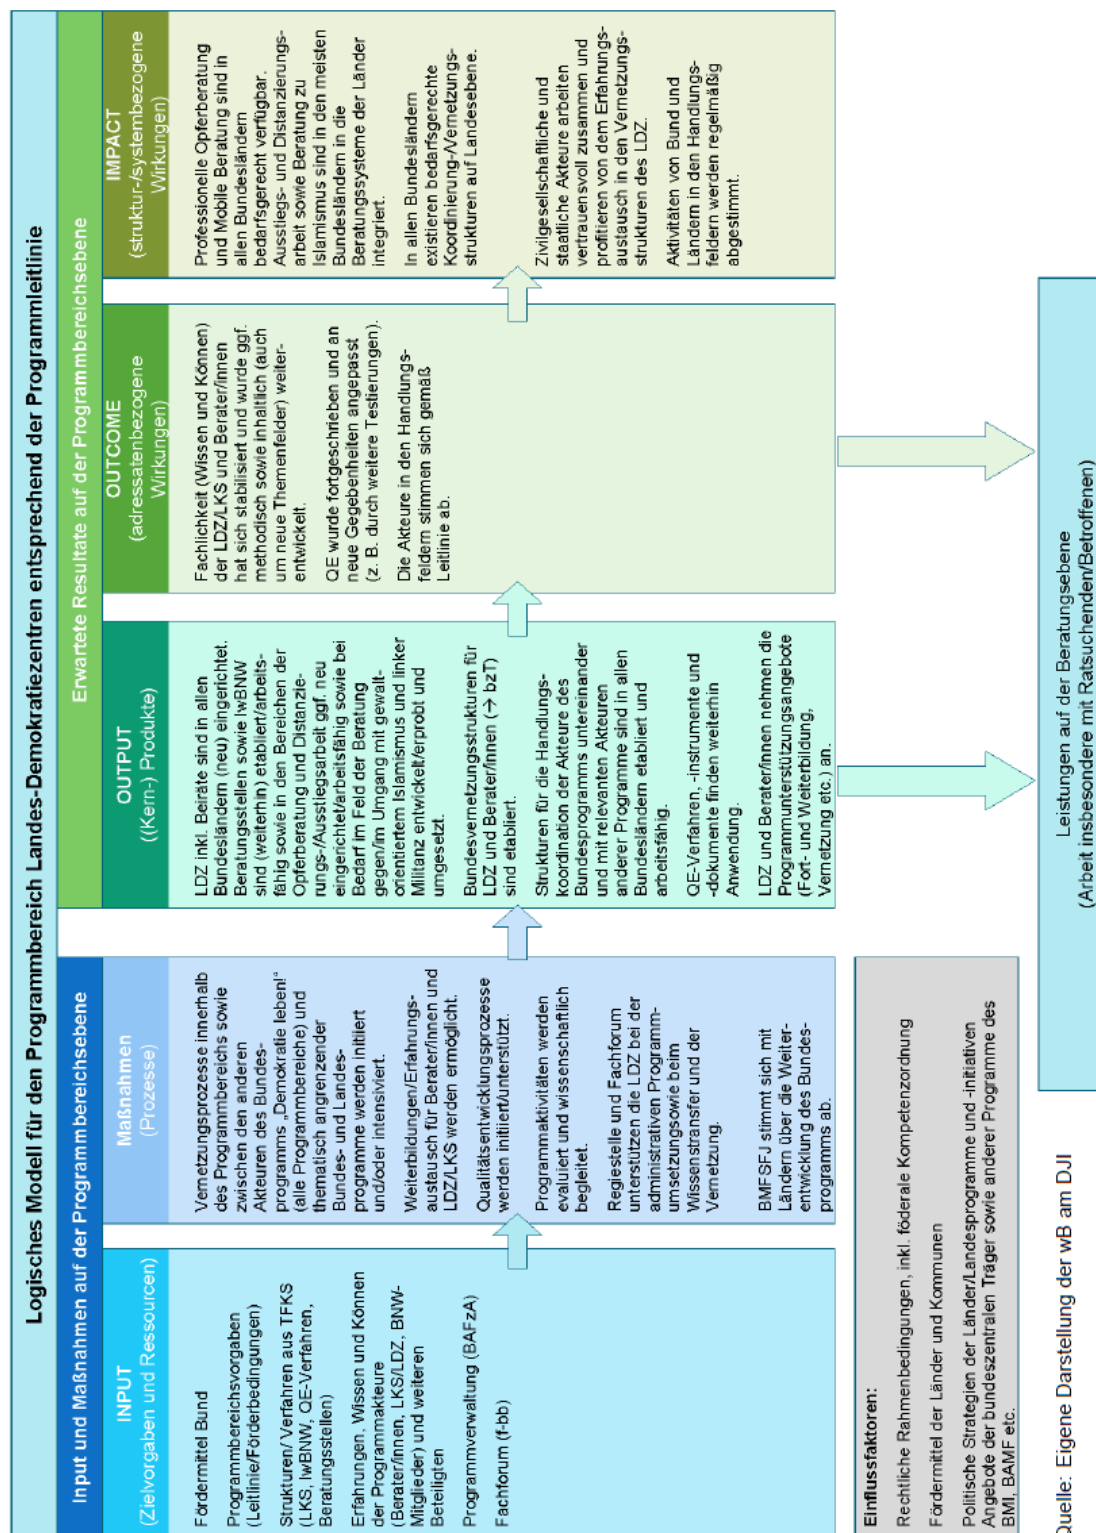 Logisches Modell für den Programmbereich Landes-Demokratiezentren entsprechend der Programmleitlinie
Input und Maßnahmen auf der Programmbereichsebene
Erwartete Resultate auf der Programmbereichsebene
INPUT
(Zielvorgaben und Ressourcen)
Fördermittel Bund
Programmbereichsvorgaben
(Leitlinie/Förderbedingungen)
Strukturen/ Verfahren aus TFKS
(LKS, IwBNW, QE-Verfahren,
Beratungsstellen)
Erfahrungen, Wissen und Können
der Programmakteure
(Berater/innen, LKS/LDZ, BNW-
Mitglieder) und weiteren
Beteiligten
Programmverwaltung (BAFzA)
Fachforum (f-bb)
Maßnahmen
(Prozesse)
Vernetzungsprozesse innerhalb
des Programmbereichs sowie
zwischen den anderen
Akteuren des Bundes-
programms „Demokratie leben!“
(alle Programmbereiche) und
thematisch angrenzender
Bundes- und Landes-
programme werden initiiert
und/oder intensiviert.
Weiterbildungen/Erfahrungs-
austausch für Berater/innen und
LDZ/LKS werden ermöglicht.
Qualitätsentwicklungsprozesse
werden initiiert/unterstützt.
Programmaktivitäten werden
evaluiert und wissenschaftlich
begleitet.
Regiestelle und Fachforum
unterstützen die LDZ bei der
administrativen Programm-
umsetzungsowie beim
Wissenstransfer und der
Vernetzung.
BMFSFJ stimmt sich mit
Ländern über die Weiter-
entwicklung des Bundes-
programms ab.
OUTPUT
((Kern-) Produkte)
LDZ inkl. Beiräte sind in allen
Bundesländern (neu) eingerichtet.
Beratungsstellen sowie IwBNW
sind (weiterhin) etabliert/arbeits-
fähig sowie in den Bereichen der
Opferberatung und Distanzie-
rungs-/Ausstiegsarbeit ggf. neu
eingerichtet/arbeitsfähig sowie bei
Bedarf im Feld der Beratung
gegen/im Umgang mit gewalt-
orientiertem Islamismus und linker
Militanz entwickelt/erprobt und
umgesetzt.
Bundesvernetzungsstrukturen für
LDZ und Berater/innen (→ bzT)
sind etabliert.
Strukturen für die Handlungs-
koordination der Akteure des
Bundesprogramms untereinander
und mit relevanten Akteuren
anderer Programme sind in allen
Bundesländern etabliert und
arbeitsfähig.
QE-Verfahren, -instrumente und
-dokumente finden weiterhin
Anwendung.
LDZ und Berater/innen nehmen die
Programmunterstützungsangebote
(Fort- und Weiterbildung,
Vernetzung etc.) an.
OUTCOME
(adressatenbezogene
Wirkungen)
Fachlichkeit (Wissen und Können)
der LDZ/LKS und Berater/innen
hat sich stabilisiert und wurde ggf.
methodisch sowie inhaltlich (auch
um neue Themenfelder) weiter-
entwickelt.
QE wurde fortgeschrieben und an
neue Gegebenheiten angepasst
(z. B. durch weitere Testierungen).
Die Akteure in den Handlungs-
feldern stimmen sich gemäß
Leitlinie ab.
IMPACT
(struktur-/systembezogene
Wirkungen)
Professionelle Opferberatung
und Mobile Beratung sind in
allen Bundesländern
bedarfsgerecht verfügbar.
Ausstiegs- und Distanzierungs-
arbeit sowie Beratung zu
Islamismus sind in den meisten
Bundesländern in die
Beratungssysteme der Länder
integriert.
In allen Bundesländern
existieren bedarfsgerechte
Koordinierung-/Vernetzungs-
strukturen auf Landesebene.
Zivilgesellschaftliche und
staatliche Akteure arbeiten
vertrauensvoll zusammen und
profitieren von dem Erfahrungs-
austausch in den Vernetzungs-
strukturen des LDZ.
Aktivitäten von Bund und
Ländern in den Handlungs-
feldern werden regelmäßig
abgestimmt.
Einflussfaktoren:
Rechtliche Rahmenbedingungen, inkl. föderale Kompetenzordnung
Fördermittel der Länder und Kommunen
Politische Strategien der Länder/Landesprogramme und -initiativen
Angebote der bundeszentralen Träger sowie anderer Programme des
BMI, BAMF etc.
Leistungen auf der Beratungsebene
(Arbeit insbesondere mit Ratsuchenden/Betroffenen)
Quelle: Eigene Darstellung der wB am DJI